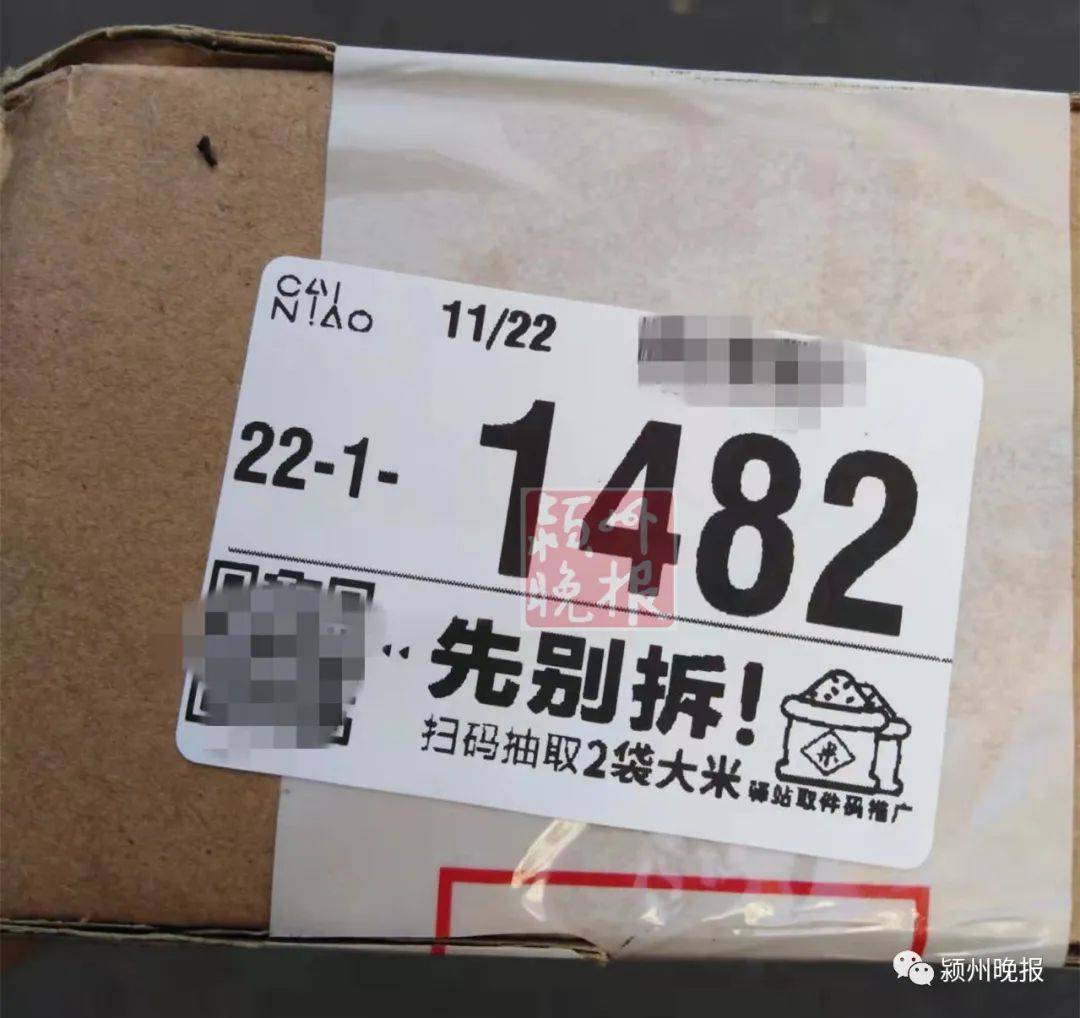 CAI
NIAO
11/22
22-1-
1482
颍州
晚报
先别拆!
扫码抽取2袋大米
米
驿站取件码推广
颍州晚报